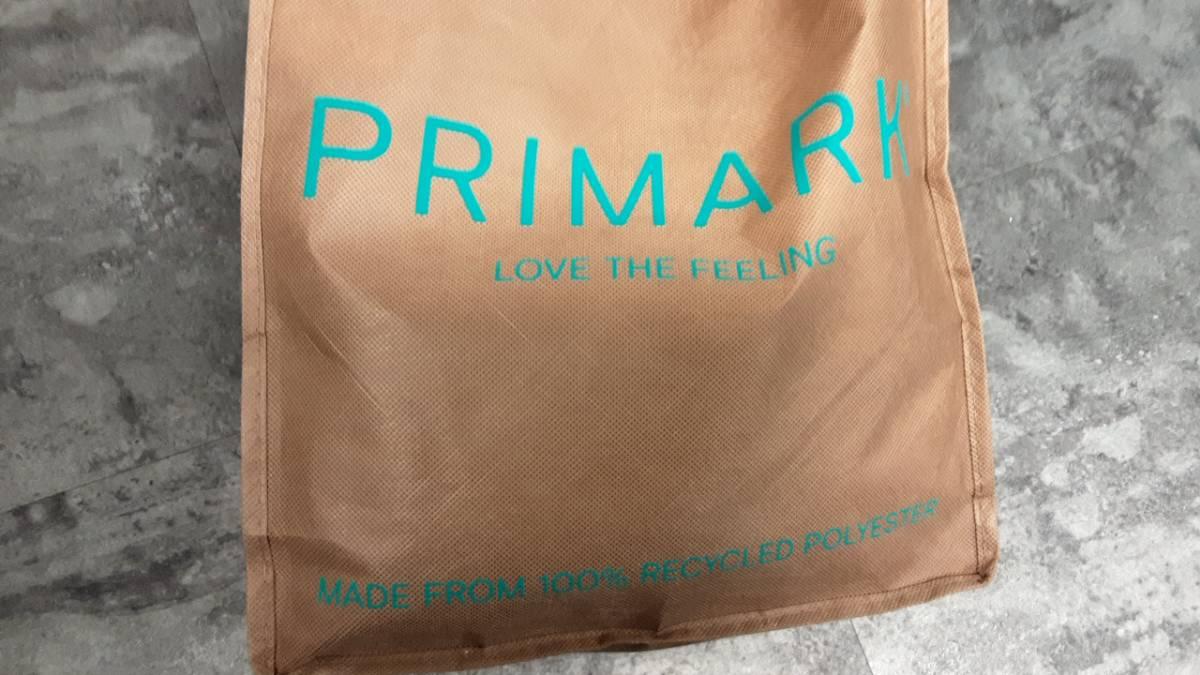 PRIMARK
LOVE THE FEELING
MADE FROM 100% RECYCLED POLYESTER